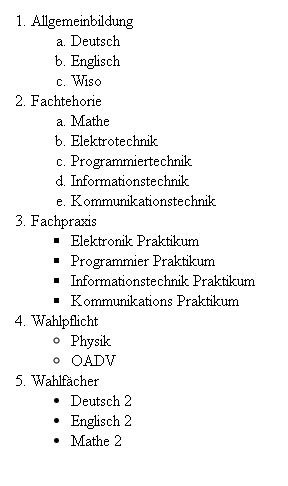 1. Allgemeinbildung
a. Deutsch
b. Englisch
c. Wiso
2. Fachtehorie
a. Mathe
b. Elektrotechnik
c. Programmiertechnik
d. Informationstechnik
e. Kommunikationstechnik
3. Fachpraxis
▪ Elektronik Praktikum
▪ Programmier Praktikum
▪ Informationstechnik Praktikum
▪ Kommunikations Praktikum
4. Wahlpflicht
○ Physik
○ OADV
5. Wahlfächer
• Deutsch 2
• Englisch 2
• Mathe 2